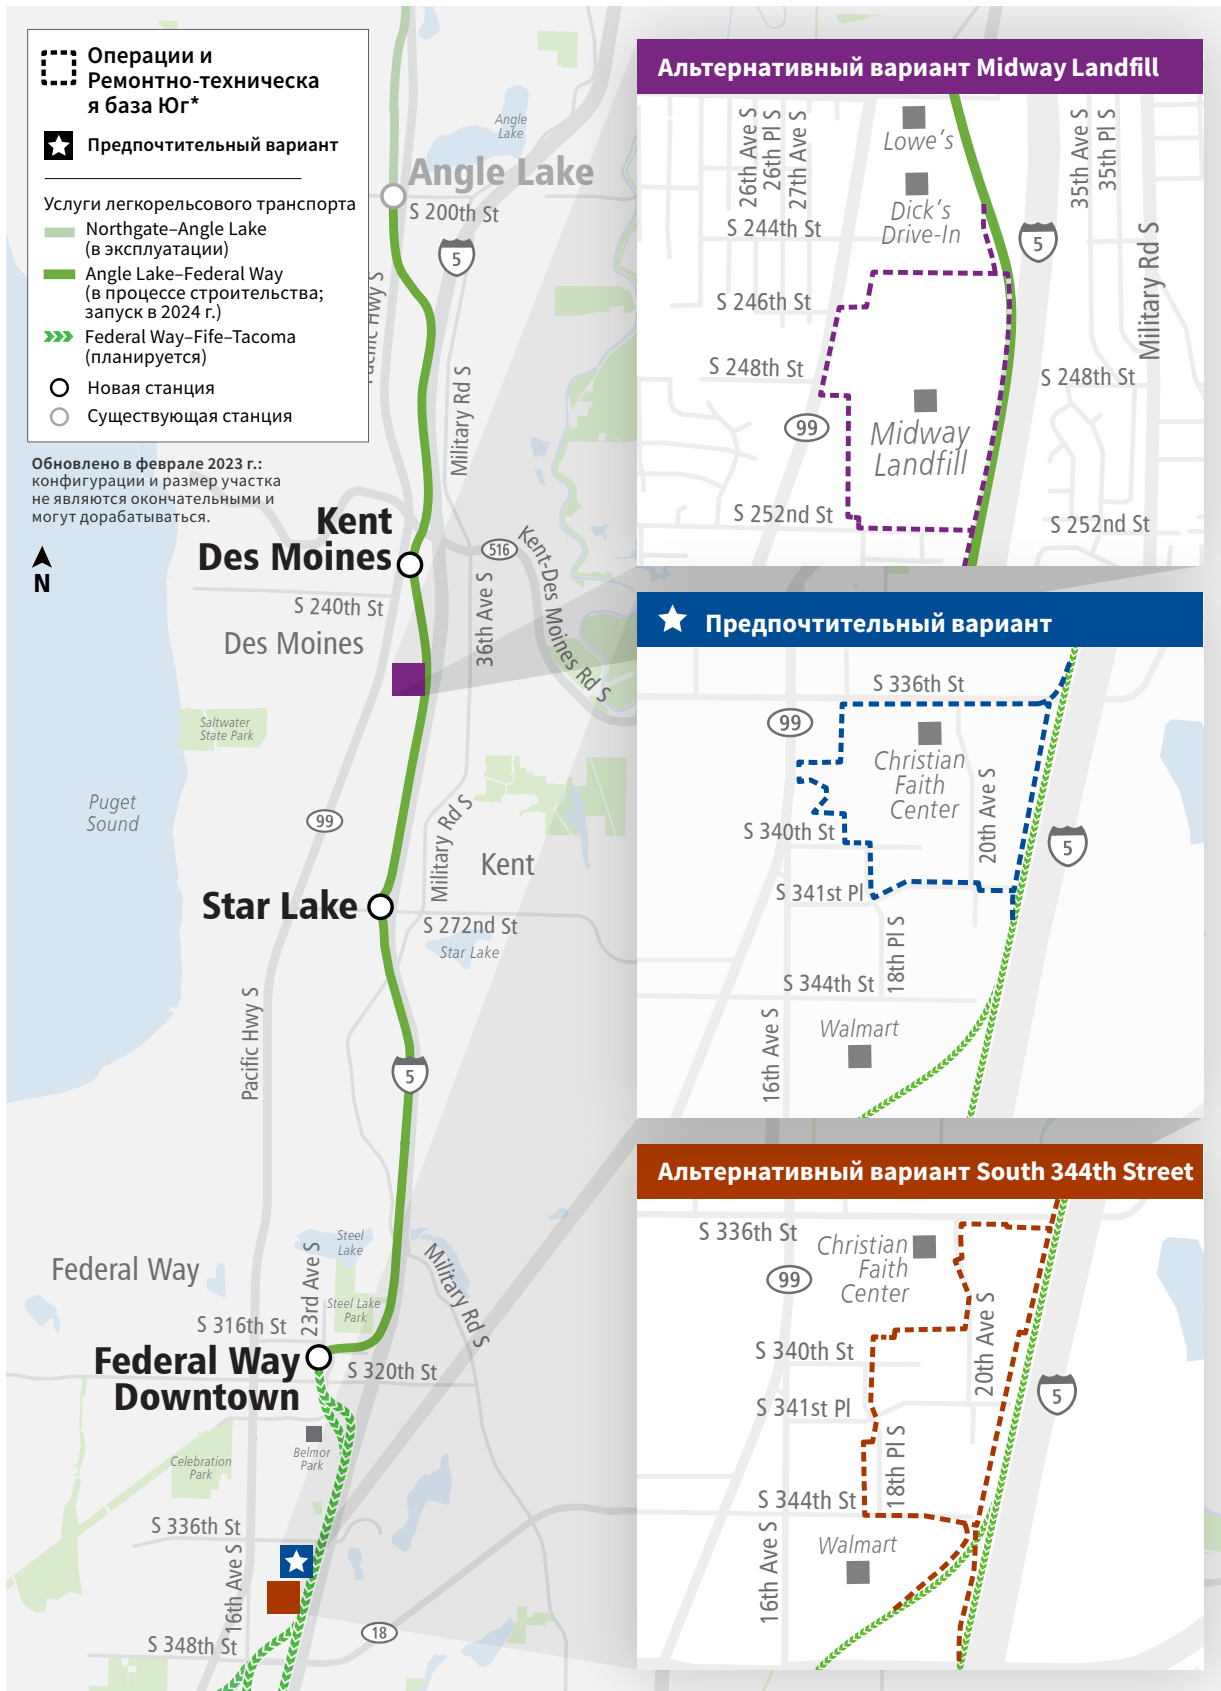 Операции и
Ремонтно-техническа
я база Юг*
Предпочтительный вариант
Услуги легкорельсового транспорта
Northgate–Angle Lake
(в эксплуатации)
Angle Lake–Federal Way
(в процессе строительства;
запуск в 2024 г.)
Federal Way–Fife–Tacoma
(планируется)
Новая станция
Существующая станция
Обновлено в феврале 2023 г.:
конфигурации и размер участка
не являются окончательными и
могут дорабатываться.
N
Angle
Lake
Angle Lake
S 200th St
5
Pacific Hwy S
Military Rd S
Kent
Des Moines
516
Kent-Des Moines Rd S
36th Ave S
S 240th St
Des Moines
Saltwater
State Park
Puget
Sound
99
Military Rd S
Kent
Star Lake
S 272nd St
Star Lake
Pacific Hwy S
5
Steel
Lake
23rd Ave S
Military Rd S
Federal Way
Steel Lake
Park
S 316th St
Federal Way
Downtown
S 320th St
Belmor
Park
Celebration
Park
S 336th St
16th Ave S
S 348th St
18
Альтернативный вариант Midway Landfill
26th Ave S
26th Pl S
27th Ave S
Lowe's
35th Ave S
35th Pl S
Dick's
Drive-In
S 244th St
5
Military Rd S
S 246th St
S 248th St
S 248th St
99
Midway
Landfill
S 252nd St
S 252nd St
Предпочтительный вариант
S 336th St
99
Christian
Faith
Center
20th Ave S
S 340th St
5
S 341st Pl
18th Pl S
S 344th St
16th Ave S
Walmart
Альтернативный вариант South 344th Street
S 336th St
Christian
Faith
Center
99
20th Ave S
S 340th St
5
S 341st Pl
18th Pl S
S 344th St
16th Ave S
Walmart